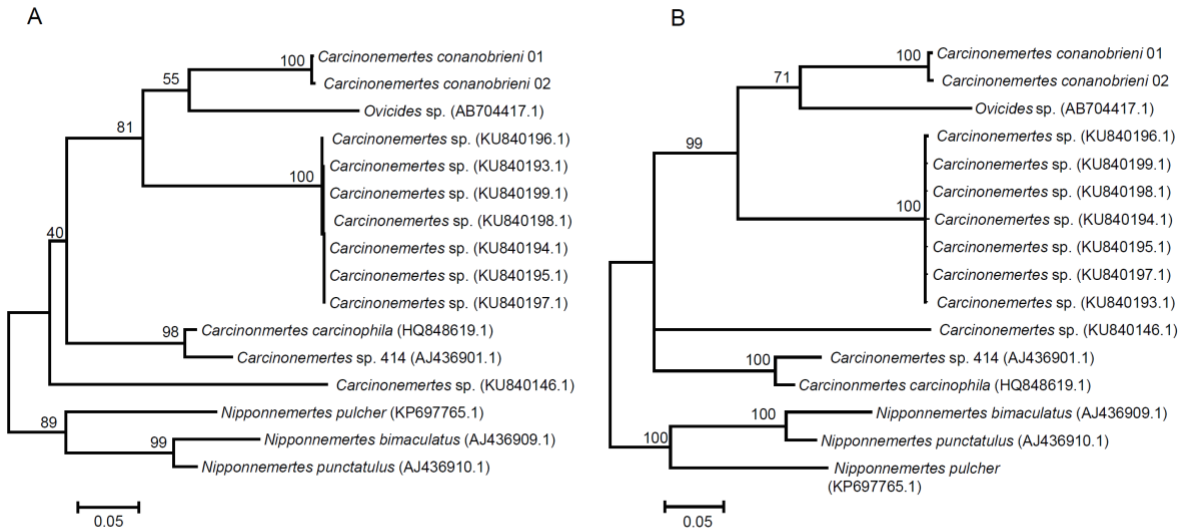 A
100
Carcinonemertes conanobrieni 01
55
Carcinonemertes conanobrieni 02
Ovicides sp. (AB704417.1)
81
Carcinonemertes sp. (KU840196.1)
Carcinonemertes sp. (KU840193.1)
100
Carcinonemertes sp. (KU840199.1)
Carcinonemertes sp. (KU840198.1)
40
Carcinonemertes sp. (KU840194.1)
Carcinonemertes sp. (KU840195.1)
Carcinonemertes sp. (KU840197.1)
98
Carcinonmertes carcinophila (HQ848619.1)
Carcinonemertes sp. 414 (AJ436901.1)
Carcinonemertes sp. (KU840146.1)
89
Nipponnemertes pulcher (KP697765.1)
99
Nipponnemertes bimaculatus (AJ436909.1)
Nipponnemertes punctatulus (AJ436910.1)
0.05
B
100
Carcinonemertes conanobrieni 01
71
Carcinonemertes conanobrieni 02
Ovicides sp. (AB704417.1)
99
Carcinonemertes sp. (KU840196.1)
Carcinonemertes sp. (KU840199.1)
Carcinonemertes sp. (KU840198.1)
100
Carcinonemertes sp. (KU840194.1)
Carcinonemertes sp. (KU840195.1)
Carcinonemertes sp. (KU840197.1)
Carcinonemertes sp. (KU840193.1)
Carcinonemertes sp. (KU840146.1)
100
Carcinonemertes sp. 414 (AJ436901.1)
Carcinonmertes carcinophila (HQ848619.1)
100
Nipponnemertes bimaculatus (AJ436909.1)
100
Nipponnemertes punctatulus (AJ436910.1)
Nipponnemertes pulcher
(KP697765.1)
0.05